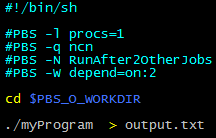 #!/bin/sh
#PBS -l procs=1
#PBS -q ncn
#PBS -N RunAfter2OtherJobs
#PBS -W depend=on:2
cd $PBS_O_WORKDIR
./myProgram > output.txt